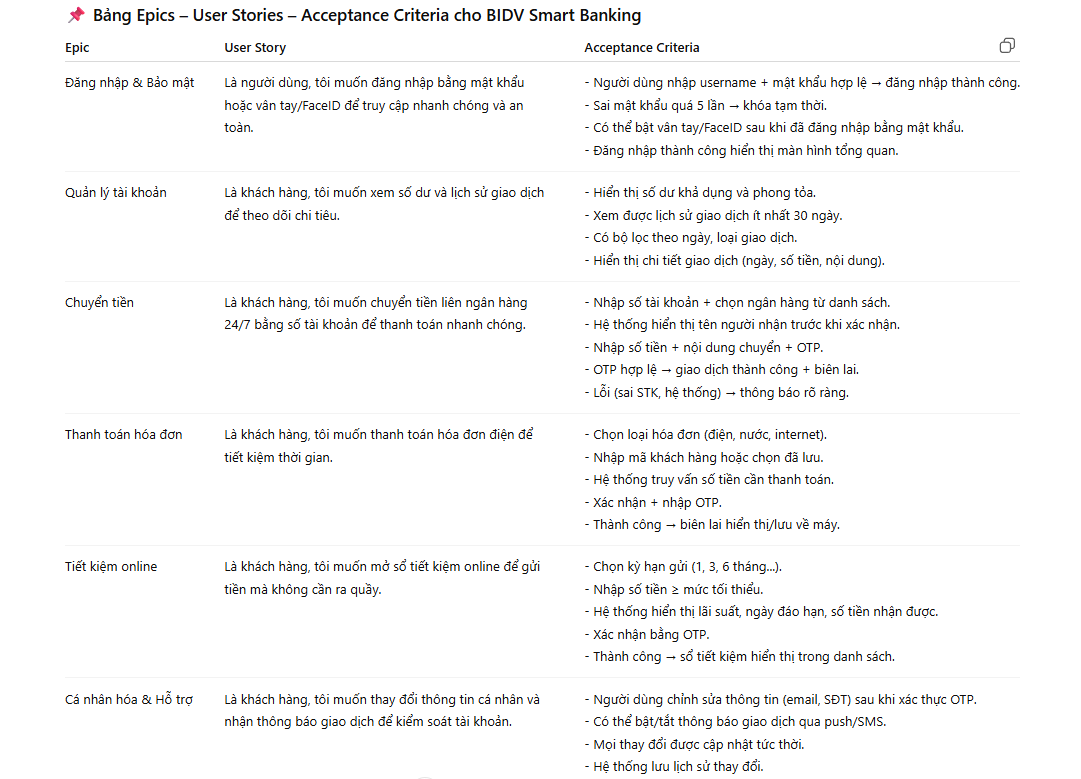 📌 Bảng Epics – User Stories – Acceptance Criteria cho BIDV Smart Banking
Epic User Story Acceptance Criteria
Đăng nhập & Bảo mật
Là người dùng, tôi muốn đăng nhập bằng mật khẩu
hoặc vân tay/FaceID để truy cập nhanh chóng và an
toàn.
- Người dùng nhập username + mật khẩu hợp lệ → đăng nhập thành công.
- Sai mật khẩu quá 5 lần → khóa tạm thời.
- Có thể bật vân tay/FaceID sau khi đã đăng nhập bằng mật khẩu.
- Đăng nhập thành công hiển thị màn hình tổng quan.
Quản lý tài khoản
Là khách hàng, tôi muốn xem số dư và lịch sử giao dịch
để theo dõi chi tiêu.
- Hiển thị số dư khả dụng và phong tỏa.
- Xem được lịch sử giao dịch ít nhất 30 ngày.
- Có bộ lọc theo ngày, loại giao dịch.
- Hiển thị chi tiết giao dịch (ngày, số tiền, nội dung).
Chuyển tiền
Là khách hàng, tôi muốn chuyển tiền liên ngân hàng
24/7 bằng số tài khoản để thanh toán nhanh chóng.
- Nhập số tài khoản + chọn ngân hàng từ danh sách.
- Hệ thống hiển thị tên người nhận trước khi xác nhận.
- Nhập số tiền + nội dung chuyển + OTP.
- OTP hợp lệ → giao dịch thành công + biên lai.
- Lỗi (sai STK, hệ thống) → thông báo rõ ràng.
Thanh toán hóa đơn
Là khách hàng, tôi muốn thanh toán hóa đơn điện để
tiết kiệm thời gian.
- Chọn loại hóa đơn (điện, nước, internet).
- Nhập mã khách hàng hoặc chọn đã lưu.
- Hệ thống truy vấn số tiền cần thanh toán.
- Xác nhận + nhập OTP.
- Thành công → biên lai hiển thị/lưu về máy.
Tiết kiệm online
Là khách hàng, tôi muốn mở sổ tiết kiệm online để gửi
tiền mà không cần ra quầy.
- Chọn kỳ hạn gửi (1, 3, 6 tháng...).
- Nhập số tiền ≥ mức tối thiểu.
- Hệ thống hiển thị lãi suất, ngày đáo hạn, số tiền nhận được.
- Xác nhận bằng OTP.
- Thành công → sổ tiết kiệm hiển thị trong danh sách.
Cá nhân hóa & Hỗ trợ
Là khách hàng, tôi muốn thay đổi thông tin cá nhân và
nhận thông báo giao dịch để kiểm soát tài khoản.
- Người dùng chỉnh sửa thông tin (email, SĐT) sau khi xác thực OTP.
- Có thể bật/tắt thông báo giao dịch qua push/SMS.
- Mọi thay đổi được cập nhật tức thời.
- Hệ thống lưu lịch sử thay đổi.